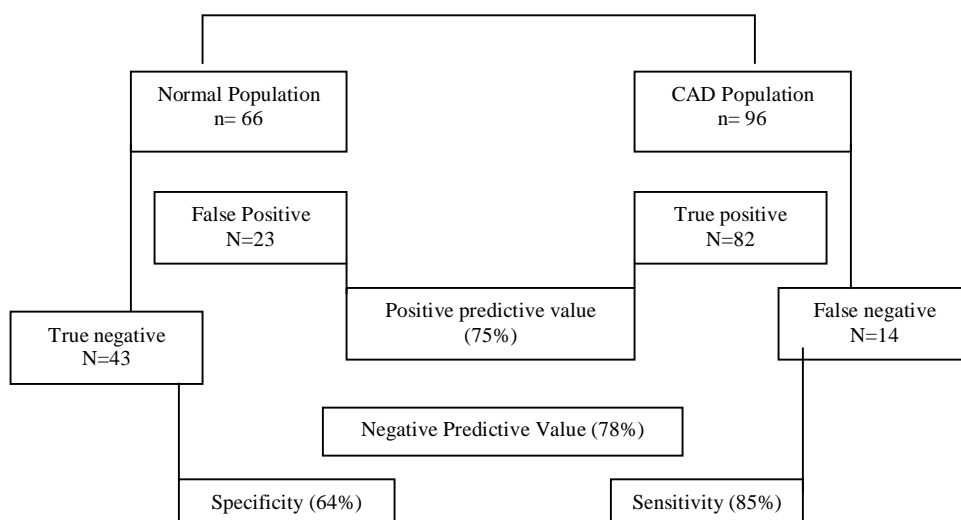 Normal Population
n= 66
CAD Population
n= 96
False Positive
N=23
True positive
N=82
Positive predictive value
(75%)
True negative
N=43
False negative
N=14
Negative Predictive Value (78%)
Specificity (64%)
Sensitivity (85%)